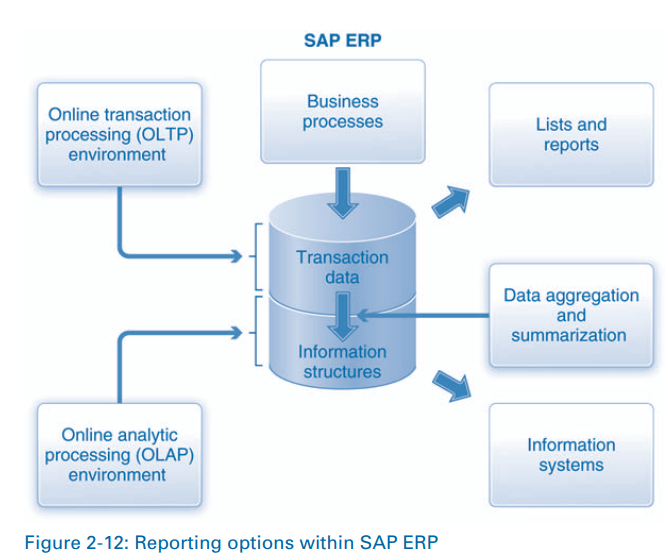 SAP ERP
Online transaction
processing (OLTP)
environment
Business
processes
Lists and
reports
Transaction
data
Data aggregation
and
summarization
Information
structures
Online analytic
processing (OLAP)
environment
Information
systems
Figure 2-12: Reporting options within SAP ERP